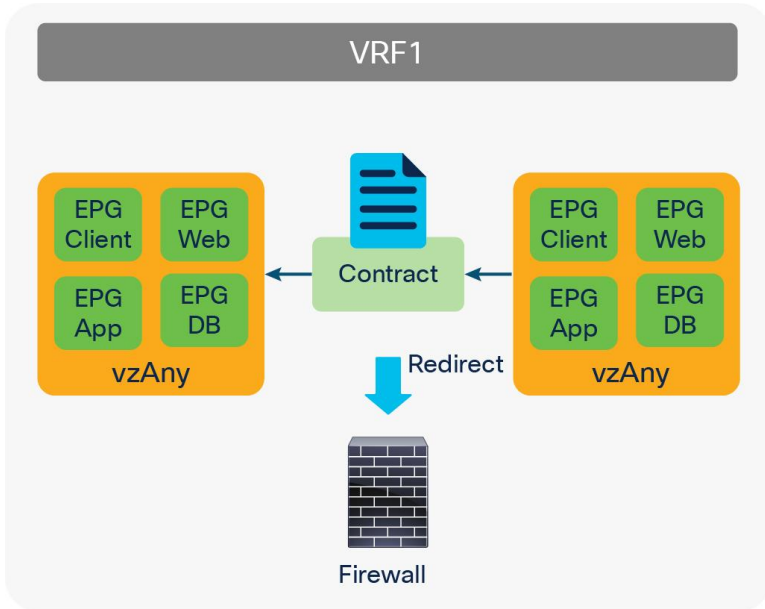 VRF1
EPG
Client
EPG
Web
EPG
App
EPG
DB
vzAny
Contract
Redirect
Firewall
EPG
Client
EPG
Web
EPG
App
EPG
DB
vzAny